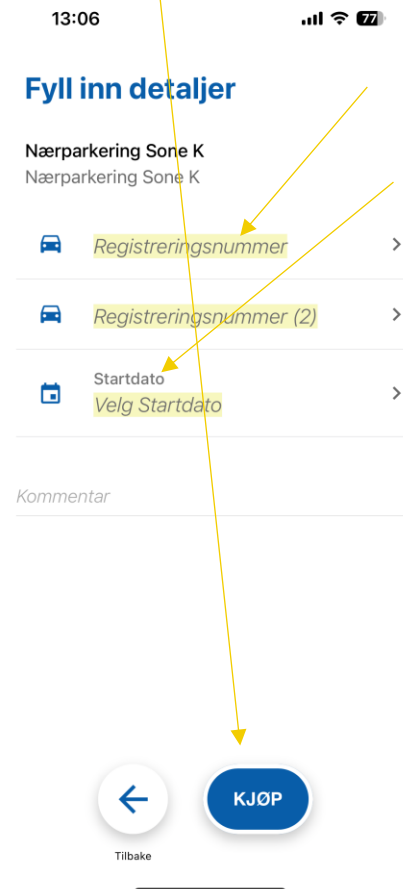 13:06
77
Fyll inn detaljer
Nærparkering Sone K
Nærparkering Sone K
Registreringsnummer
Registreringsnummer (2)
Startdato
Velg Startdato
Kommentar
KJØP
Tilbake